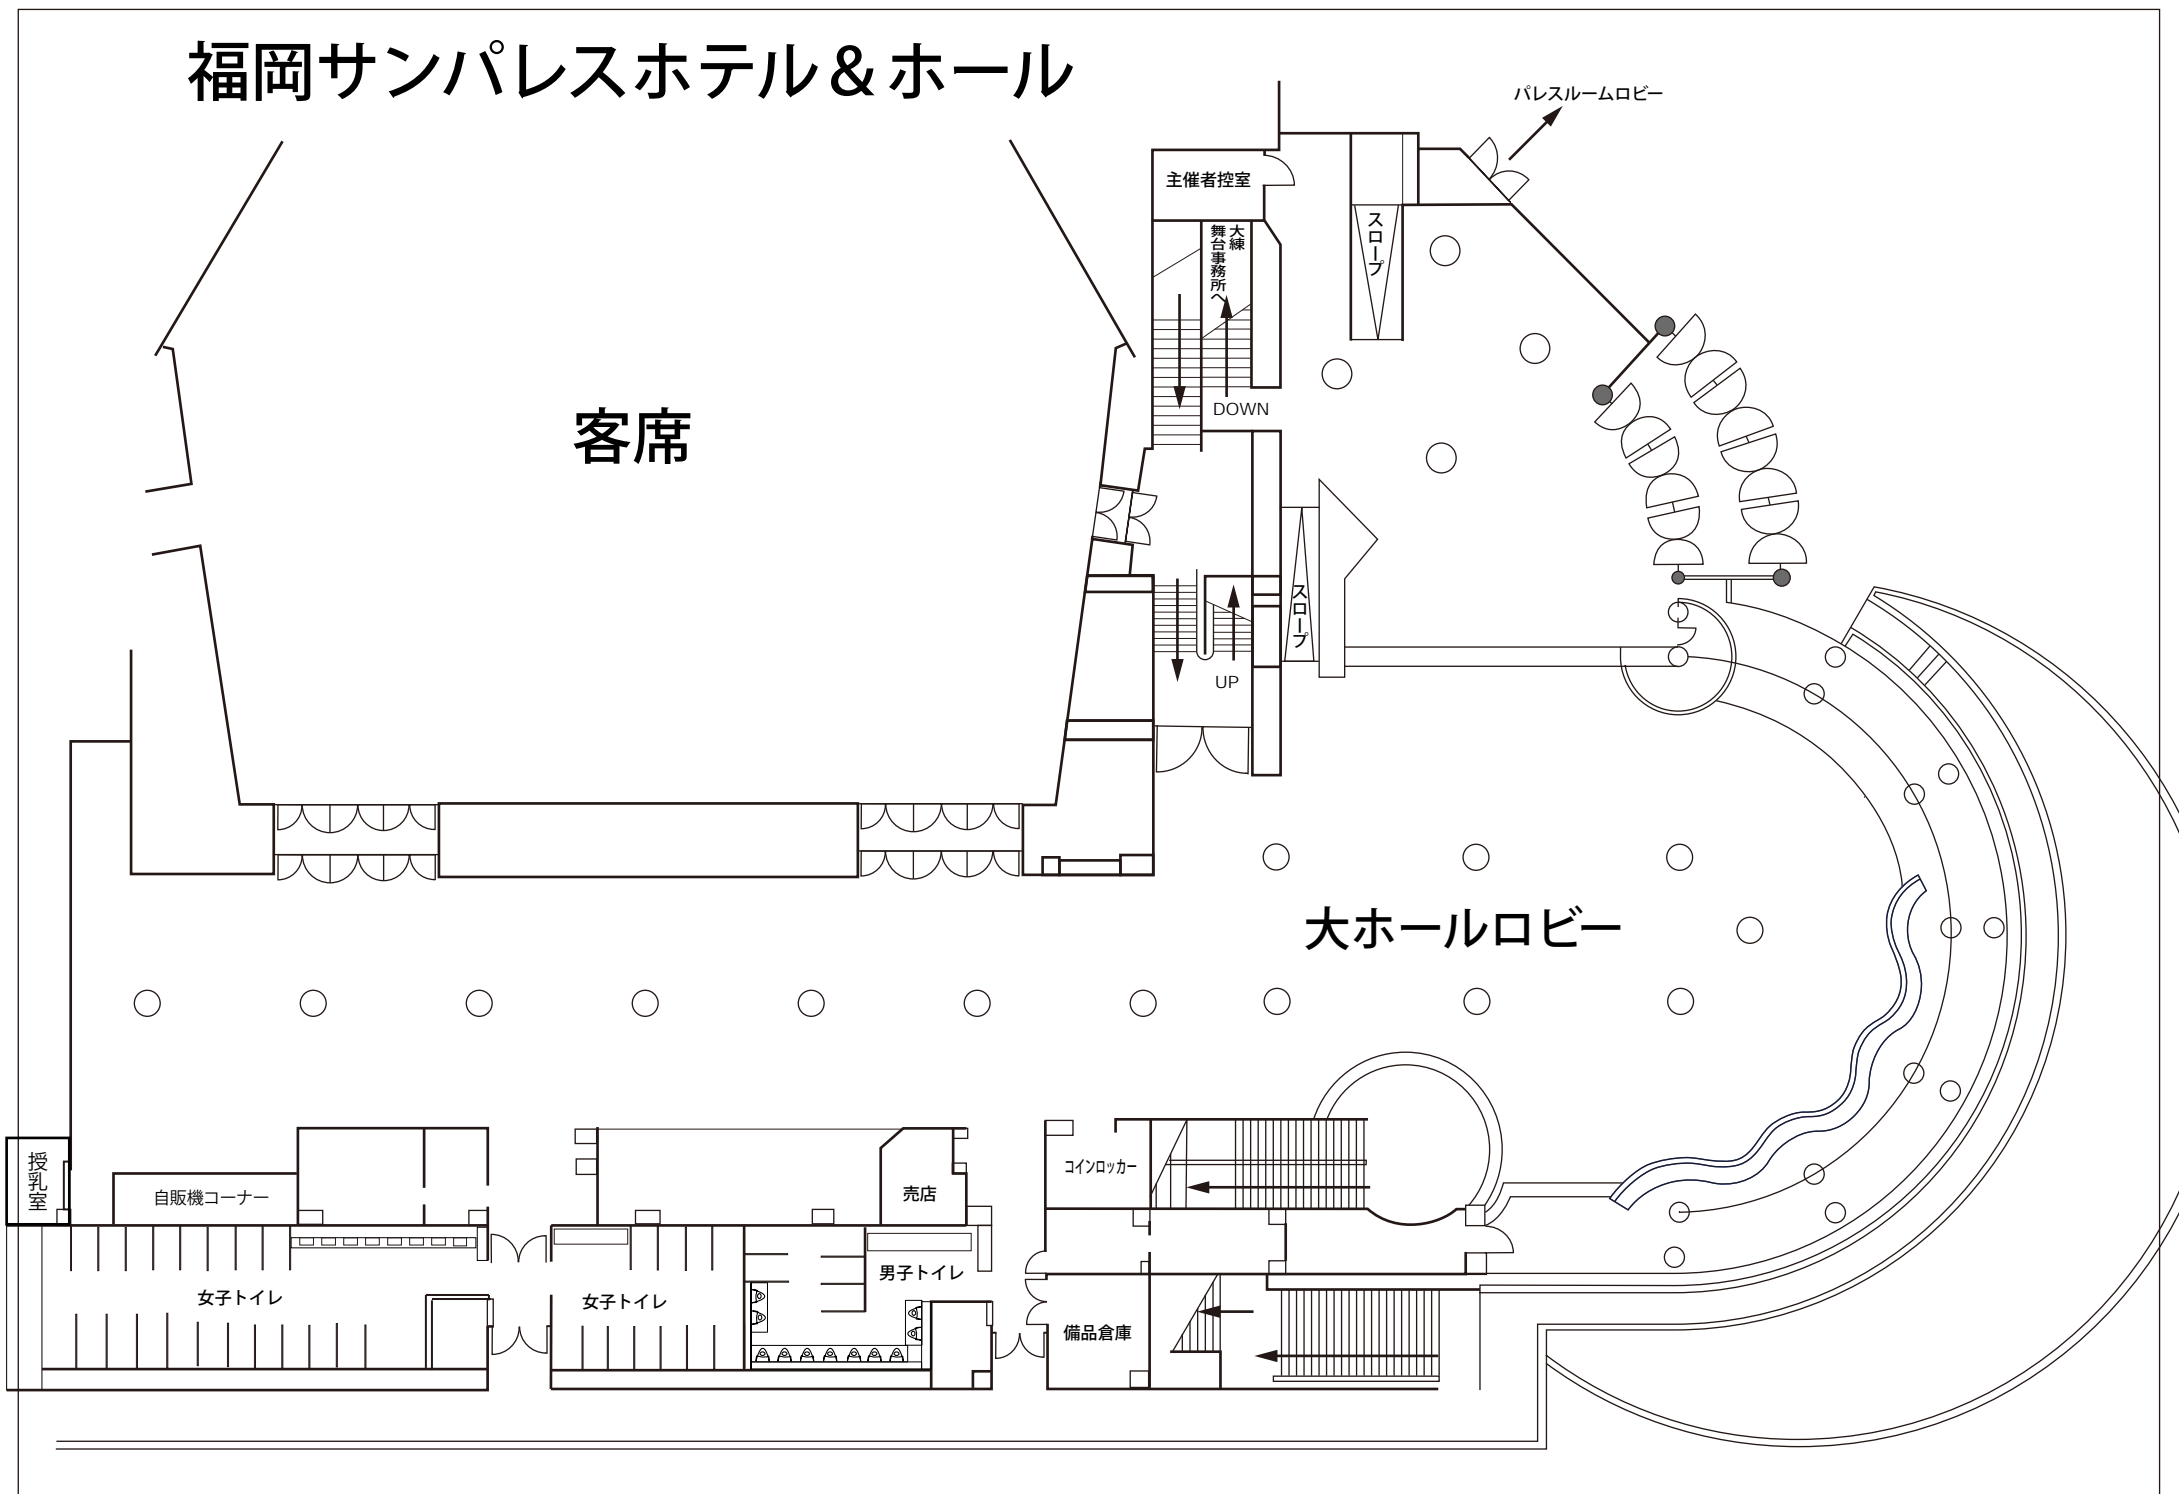 福岡サンパレスホテル＆ホール
パレスルームロビー
主催者控室
スロープ
大練
舞台事務所へ
客席
DOWN
スロープ
UP
大ホールロビー
授乳室
自販機コーナー
売店
コインロッカー
女子トイレ
女子トイレ
男子トイレ
備品倉庫